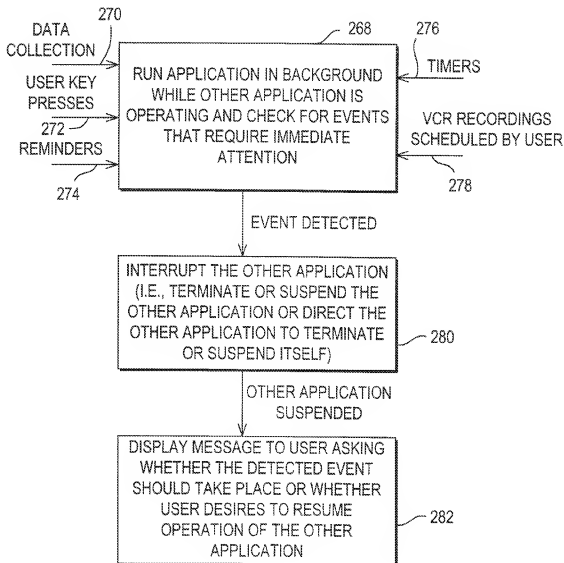 DATA
COLLECTION
270
USER KEY
PRESSES
272
REMINDERS
274
268
RUN APPLICATION IN BACKGROUND
WHILE OTHER APPLICATION IS
OPERATING AND CHECK FOR EVENTS
THAT REQUIRE IMMEDIATE
ATTENTION
276
TIMERS
VCR RECORDINGS
SCHEDULED BY USER
278
EVENT DETECTED
INTERRUPT THE OTHER APPLICATION
(I.E., TERMINATE OR SUSPEND THE
OTHER APPLICATION OR DIRECT THE
OTHER APPLICATION TO TERMINATE
OR SUSPEND ITSELF)
280
OTHER APPLICATION
SUSPENDED
DISPLAY MESSAGE TO USER ASKING
WHETHER THE DETECTED EVENT
SHOULD TAKE PLACE OR WHETHER
USER DESIRES TO RESUME
OPERATION OF THE OTHER
APPLICATION
282